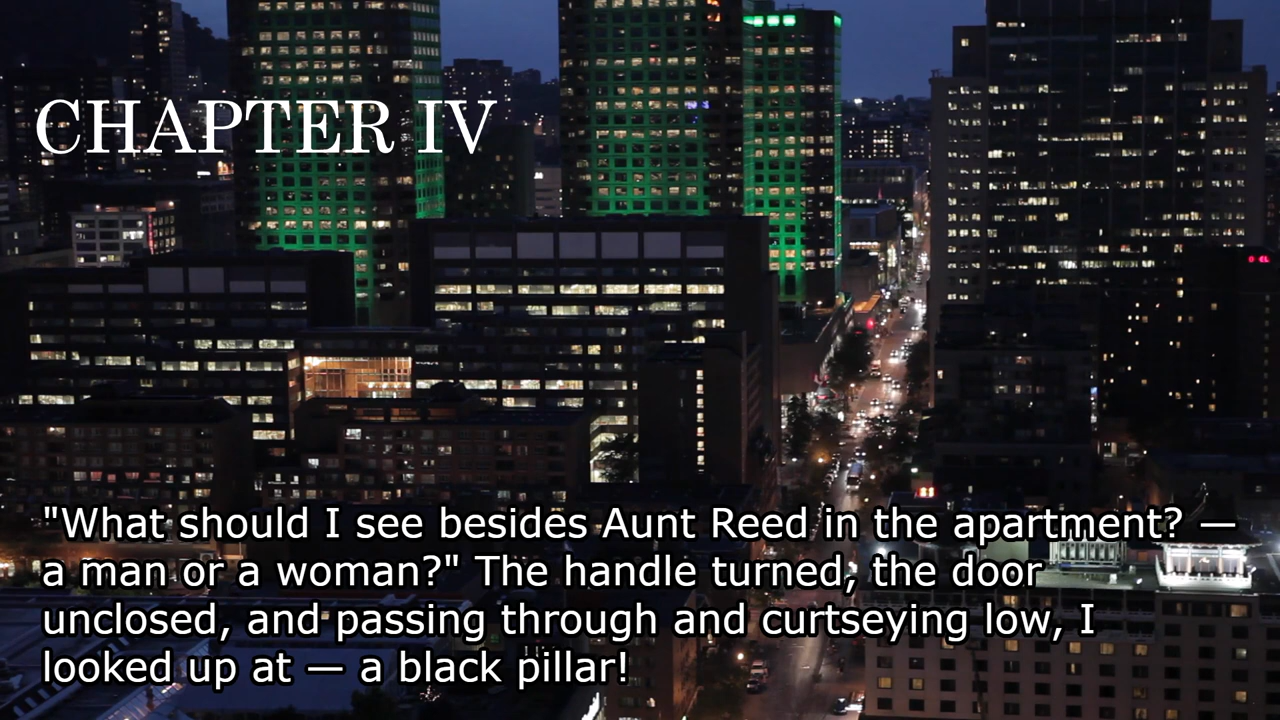 CHAPTER IV
"What should I see besides Aunt Reed in the apartment? —
a man or a woman?" The handle turned, the door
unclosed, and passing through and curtseying low, I
looked up at — a black pillar!